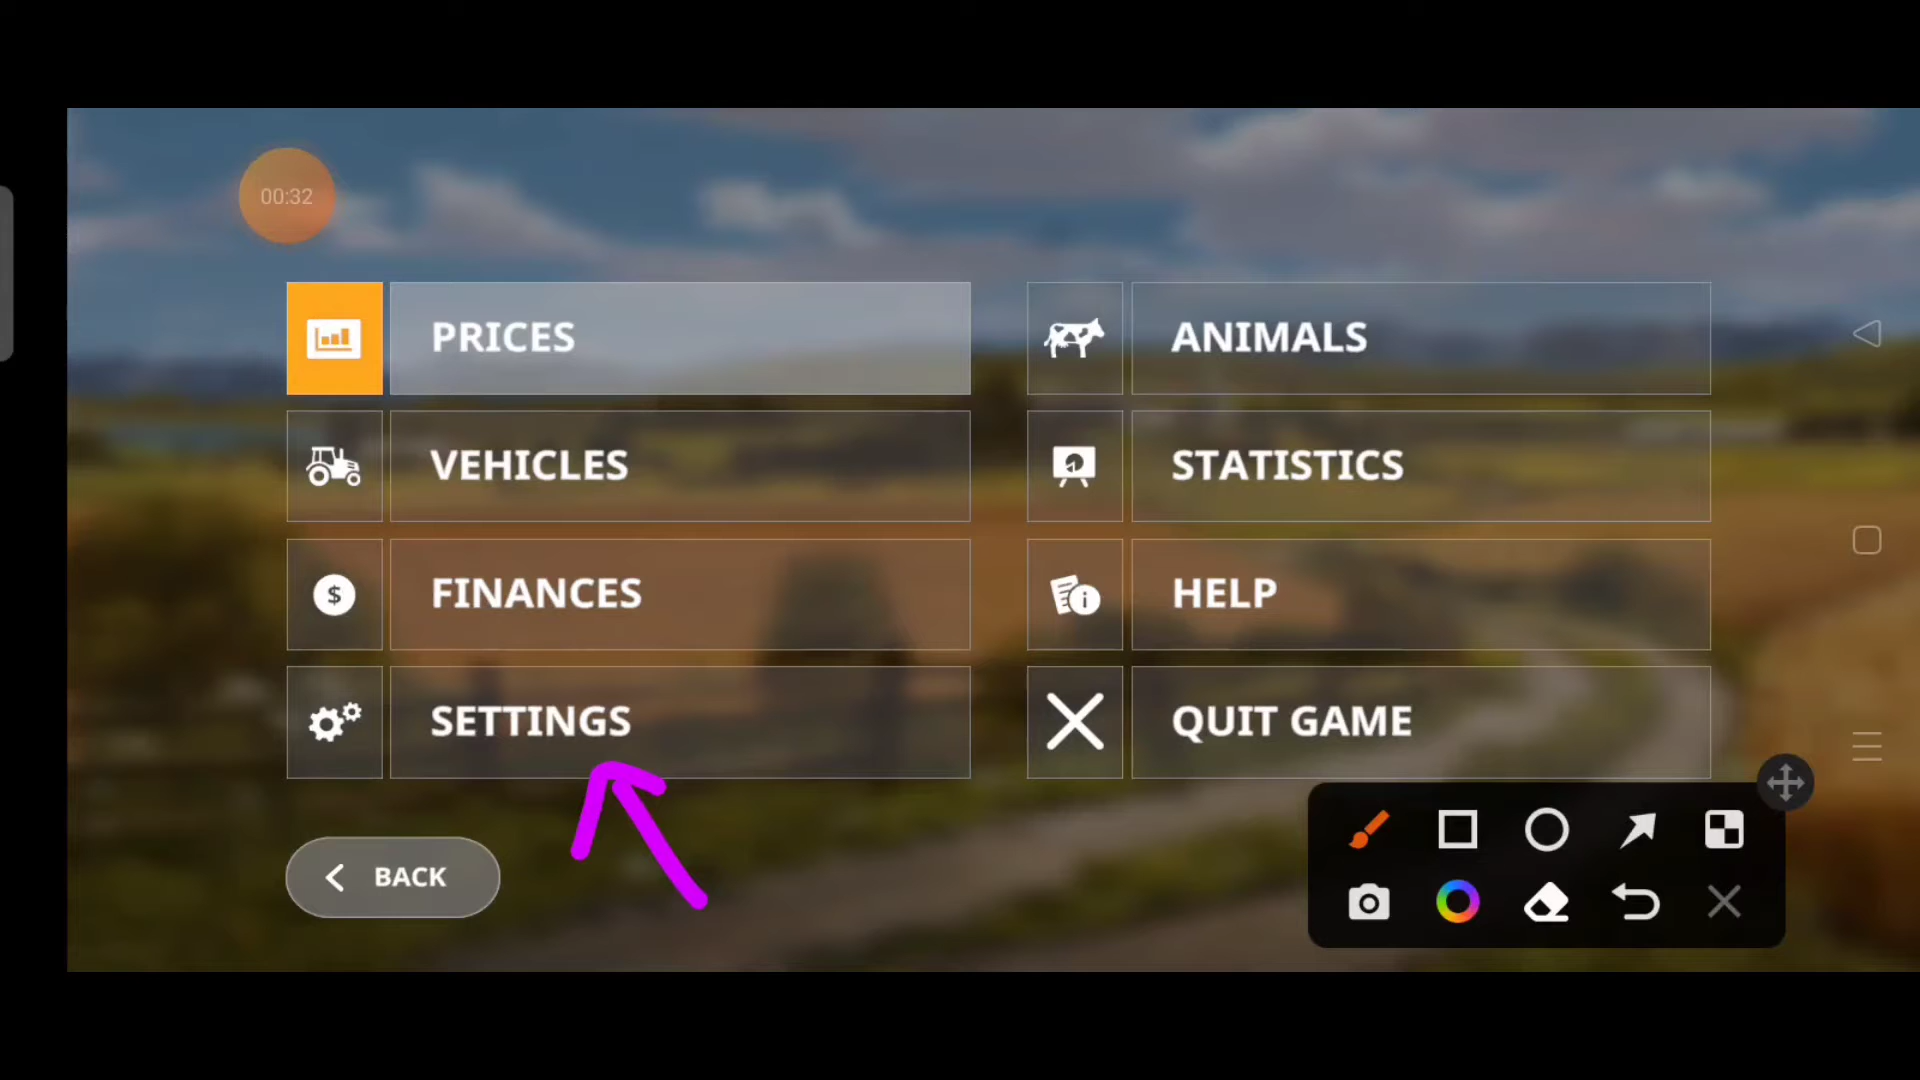 00:32
PRICES
ANIMALS
VEHICLES
STATISTICS
FINANCES
HELP
SETTINGS
QUIT GAME
BACK